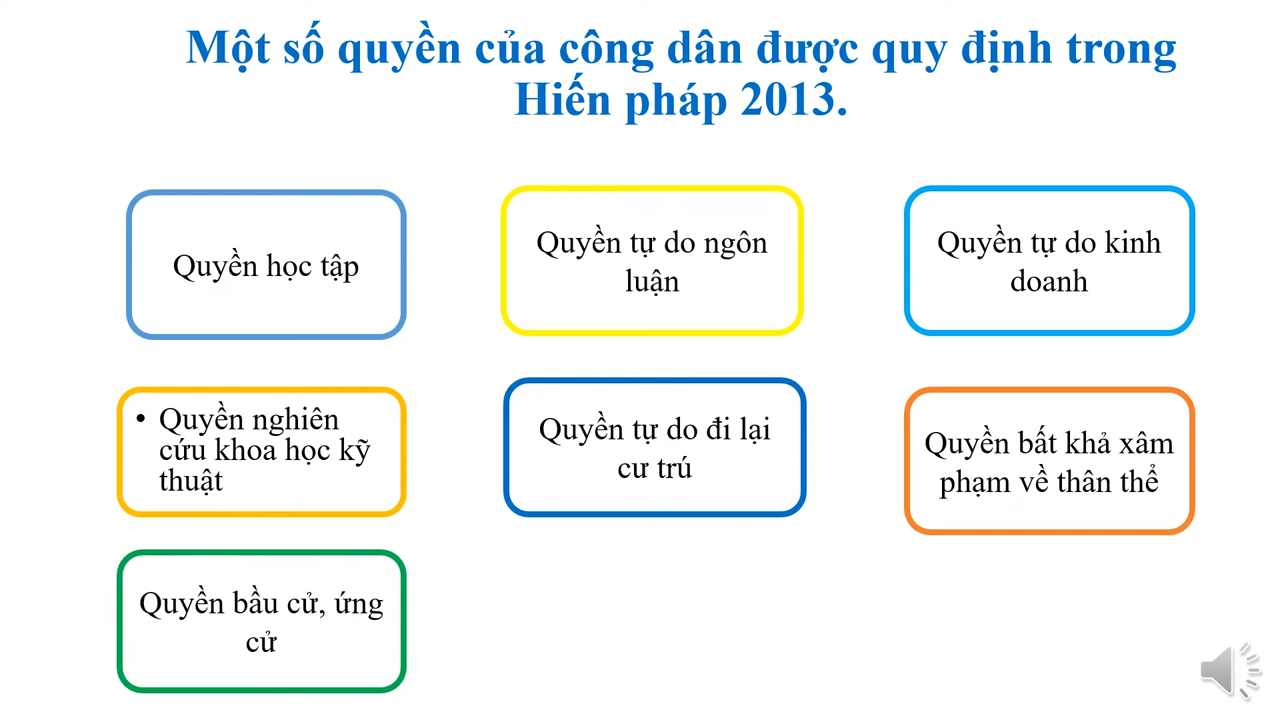 Một số quyền của công dân được quy định trong
Hiến pháp 2013.
Quyền học tập
Quyền tự do ngôn
luận
Quyền tự do kinh
doanh
• Quyền nghiên
cứu khoa học kỹ
thuật
Quyền tự do đi lại
cư trú
Quyền bất khả xâm
phạm về thân thể
Quyền bầu cử, ứng
cử